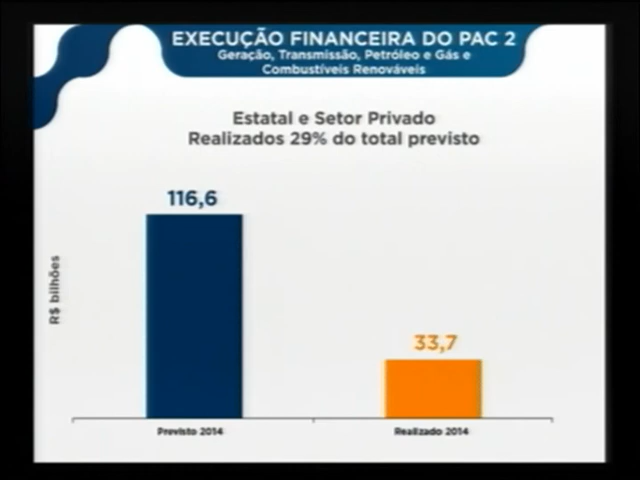 EXECUÇÃO FINANCEIRA DO PAC 2
Geração, Transmissão, Petróleo e Gás e
Combustíveis Renováveis
Estatal e Setor Privado
Realizados 29% do total previsto
116,6
33,7
R$ bilhões
Previsto 2014
Realizado 2014